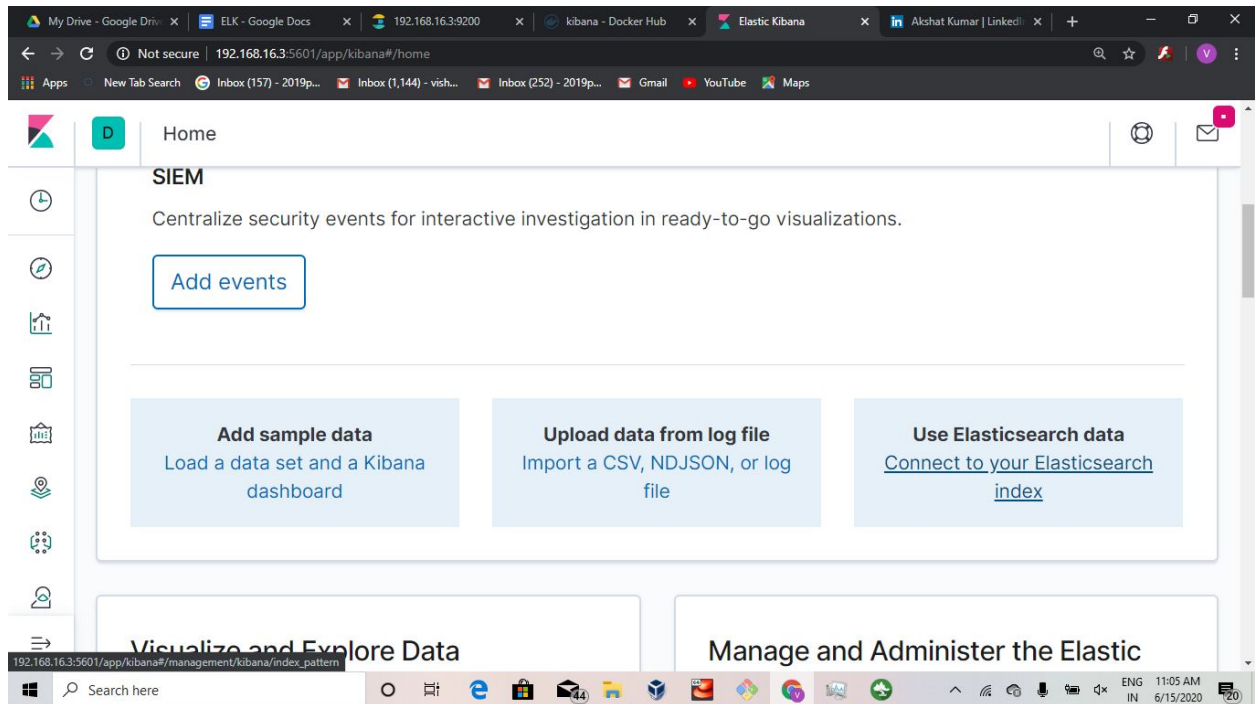 My Drive - Google Driv
ELK - Google Docs
192.168.16.3:9200
kibana - Docker Hub
Elastic Kibana
Akshat Kumar | LinkedIn
Not secure | 192.168.16.3:5601/app/kibana#/home
V
Apps
New Tab Search
Inbox (157) - 2019p...
Inbox (1,144) - vish...
Inbox (252) - 2019p...
Gmail
YouTube
Maps
D
Home
SIEM
Centralize security events for interactive investigation in ready-to-go visualizations.
Add events
Add sample data
Load a data set and a Kibana
dashboard
Upload data from log file
Import a CSV, NDJSON, or log
file
Use Elasticsearch data
Connect to your Elasticsearch
index
Visualize and Explore Data
Manage and Administer the Elastic
192.168.16.3:5601/app/kibana#/management/kibana/index_pattern
Search here
44
ENG
IN
11:05 AM
6/15/2020
20